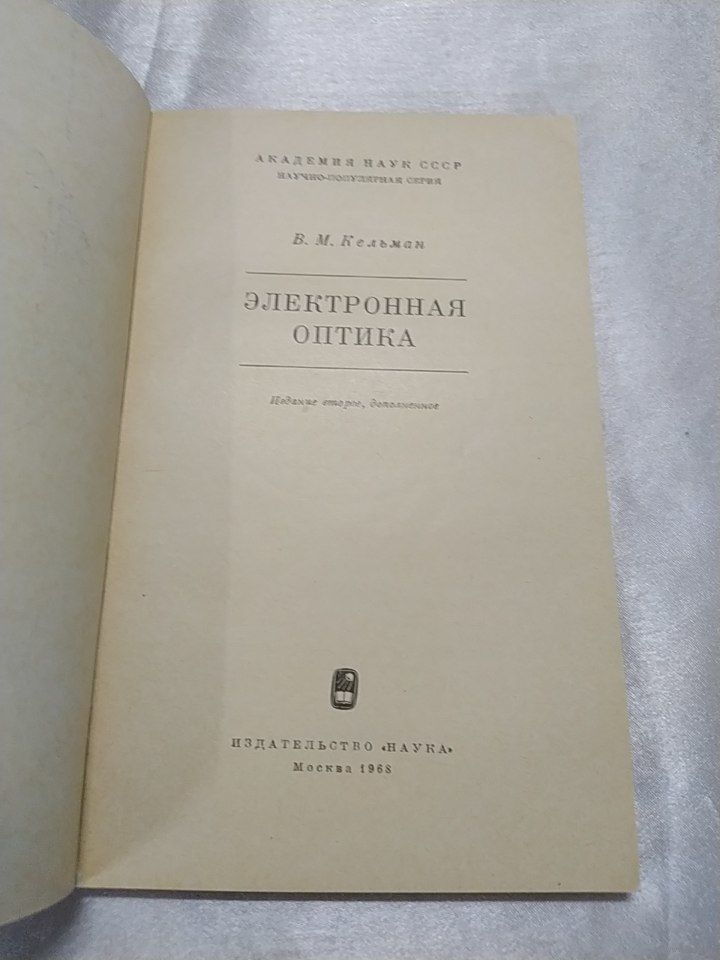 АКАДЕМИЯ НАУК СССР
НАУЧНО-ПОПУЛЯРНАЯ СЕРИЯ
В. М. Кельман
ЭЛЕКТРОННАЯ
ОПТИКА
Издание второе, дополненное
ИЗДАТЕЛЬСТВО «НАУКА»
Москва 1968